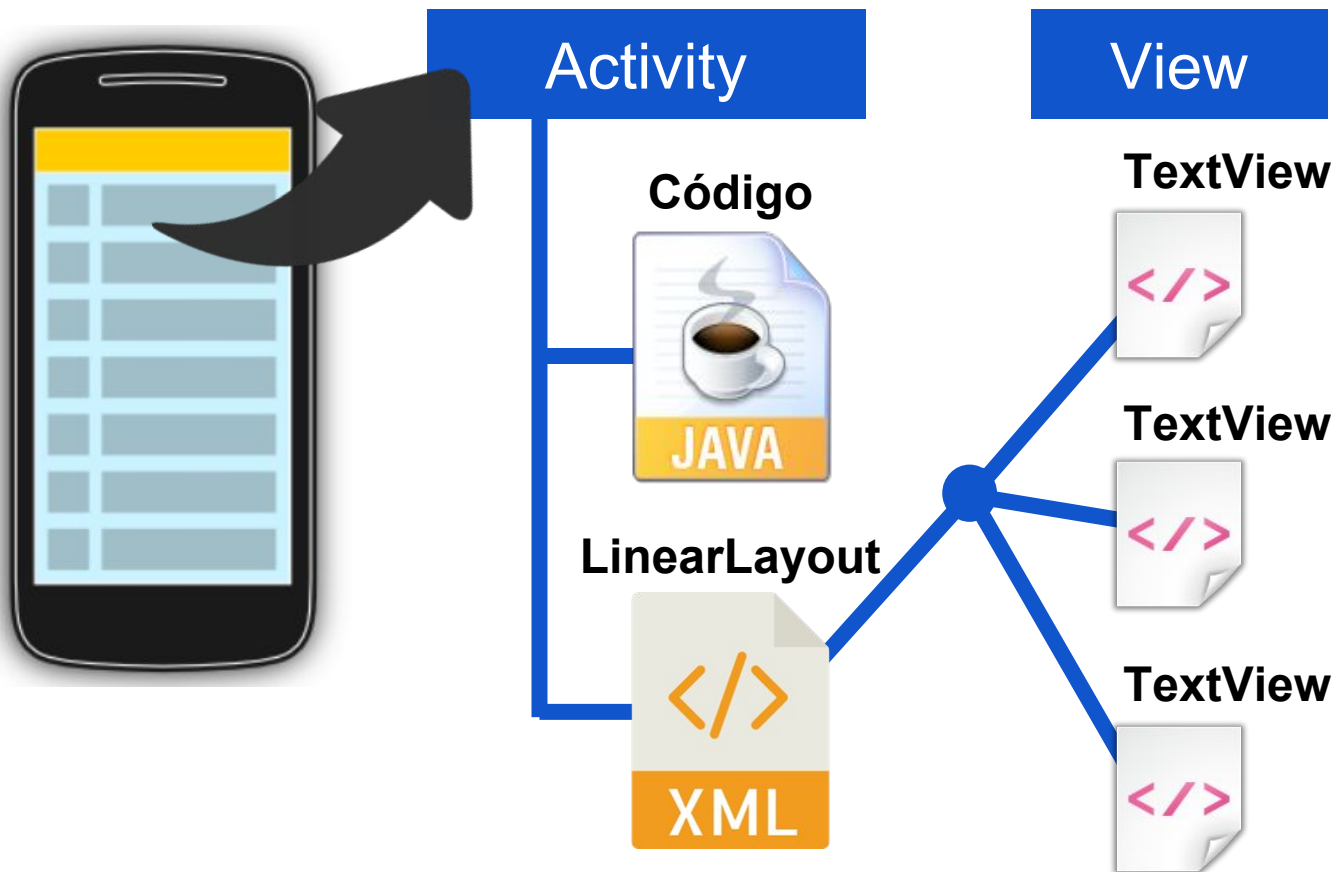 Activity
View
Código
JAVA
LinearLayout
</>
XML
TextView
</>
TextView
</>
TextView
</>